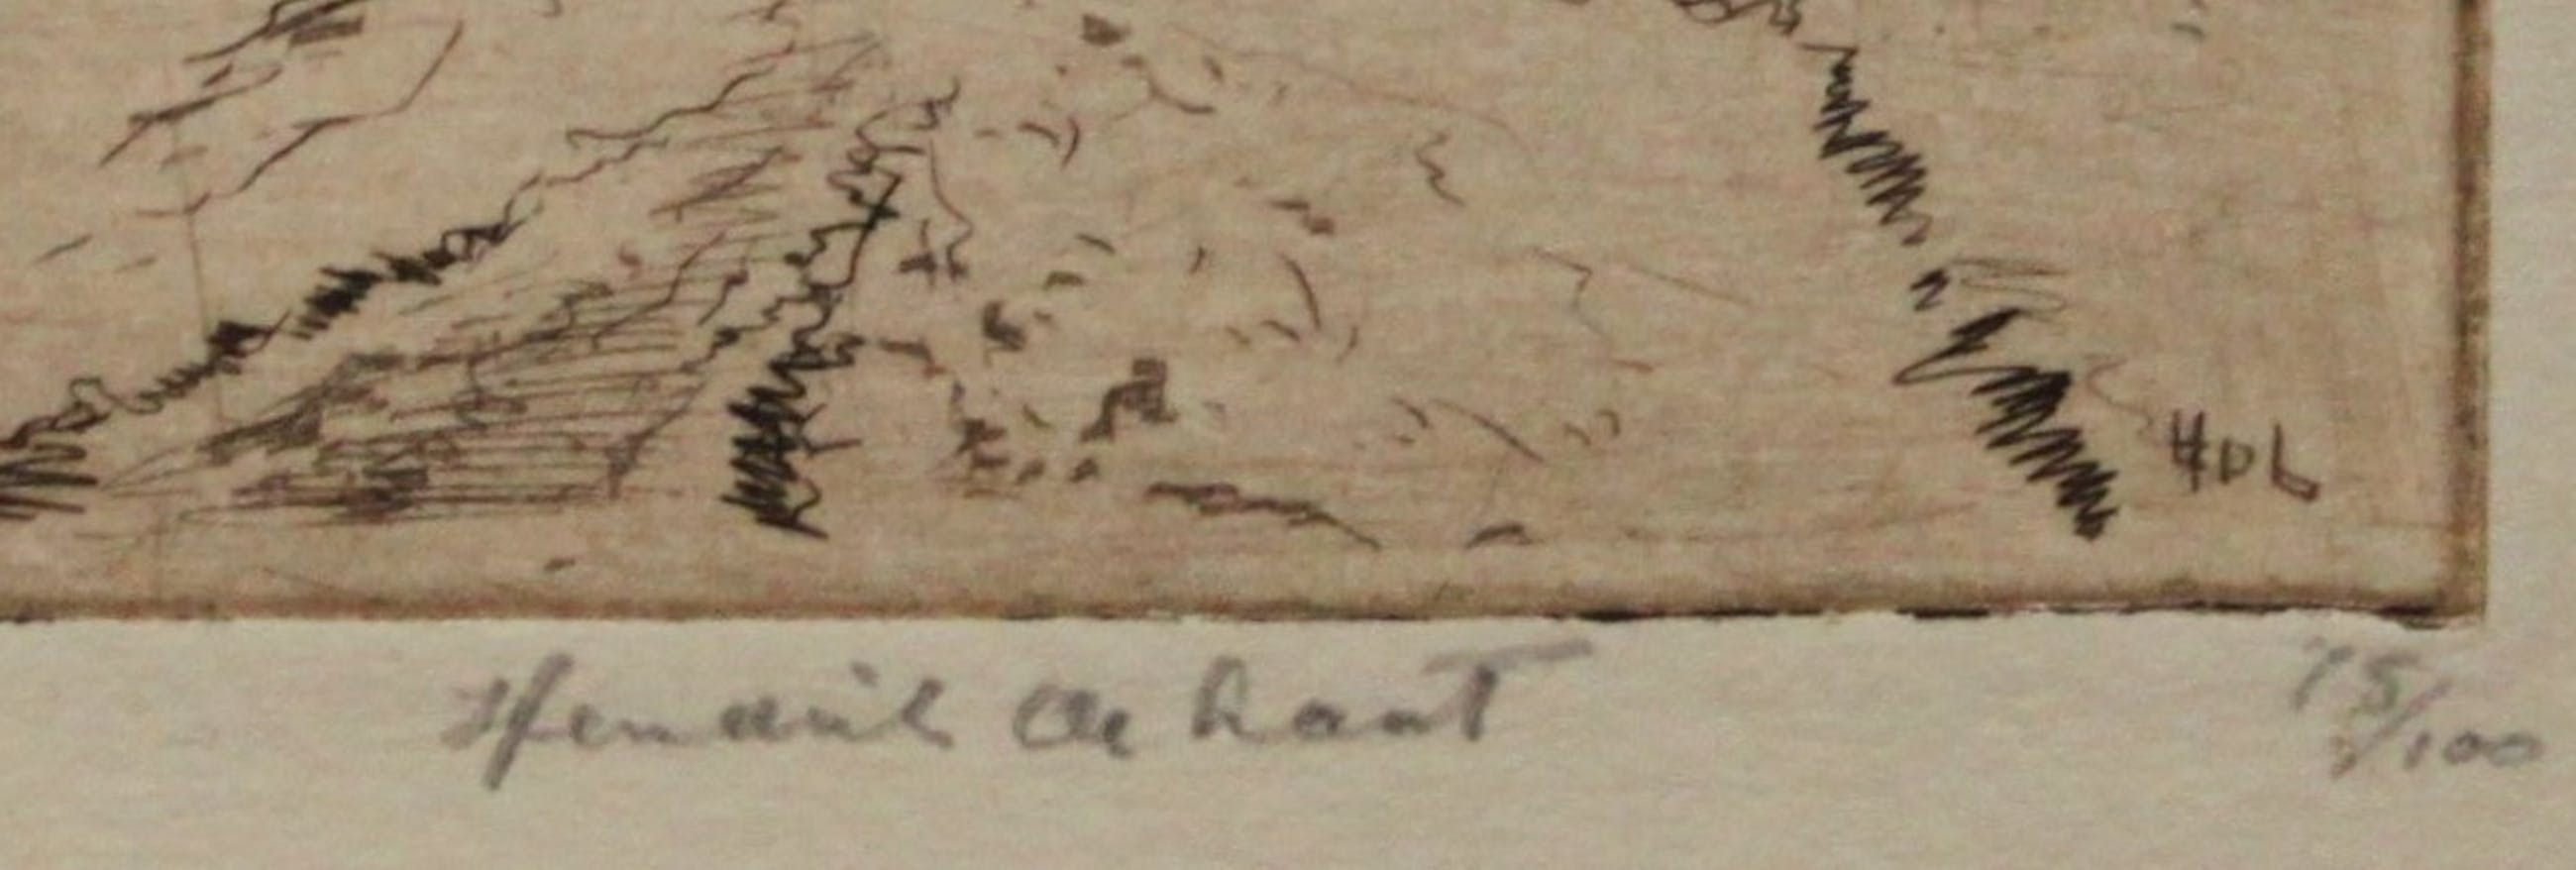 HDL
Hendrik de Laat 75/100